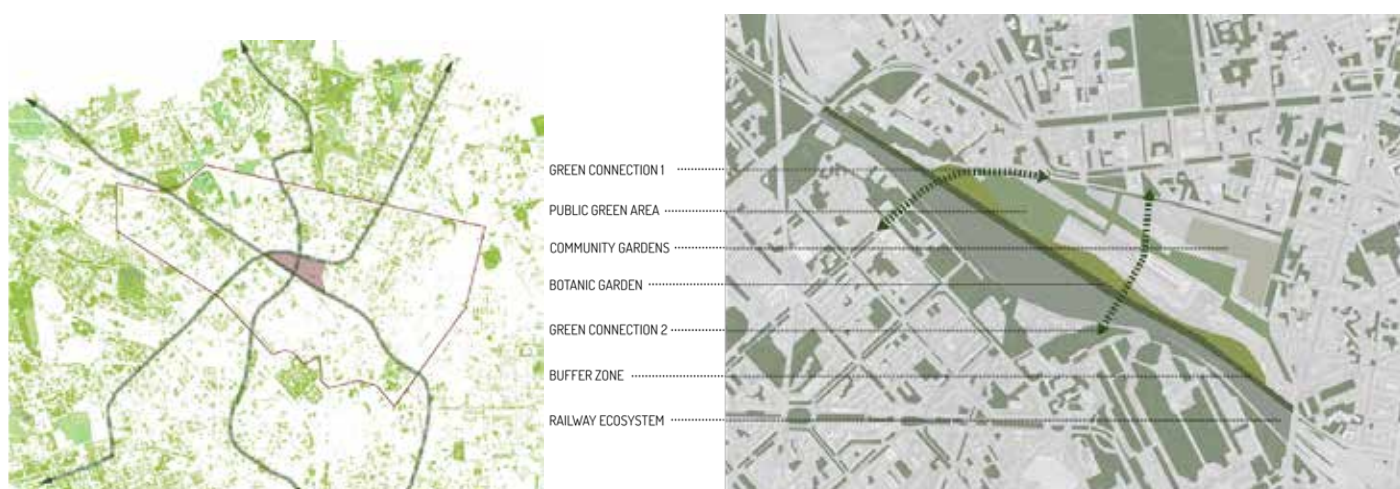 GREEN CONNECTION 1
PUBLIC GREEN AREA
COMMUNITY GARDENS
BOTANIC GARDEN
GREEN CONNECTION 2
BUFFER ZONE
RAILWAY ECOSYSTEM